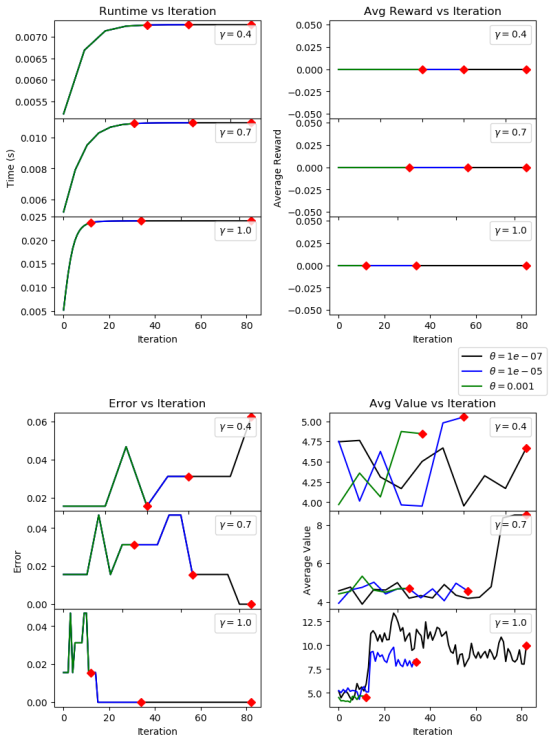 Runtime vs Iteration
γ = 0.4
0.0070
0.0065
0.0060
0.0055
γ = 0.7
0.010
0.008
0.006
γ = 1.0
0.025
0.020
0.015
0.010
0.005
Time (s)
0 20 40 60 80
Iteration
Avg Reward vs Iteration
γ = 0.4
0.050
0.025
0.000
−0.025
−0.050
γ = 0.7
0.050
0.025
0.000
−0.025
−0.050
γ = 1.0
0.050
0.025
0.000
−0.025
−0.050
Average Reward
0 20 40 60 80
Iteration
θ = 1e − 07
θ = 1e − 05
θ = 0.001
Error vs Iteration
γ = 0.4
0.06
0.04
0.02
γ = 0.7
0.04
0.02
0.00
γ = 1.0
0.04
0.02
0.00
Error
0 20 40 60 80
Iteration
Avg Value vs Iteration
γ = 0.4
5.00
4.75
4.50
4.25
4.00
γ = 0.7
8
6
4
γ = 1.0
12.5
10.0
7.5
5.0
Average Value
0 20 40 60 80
Iteration